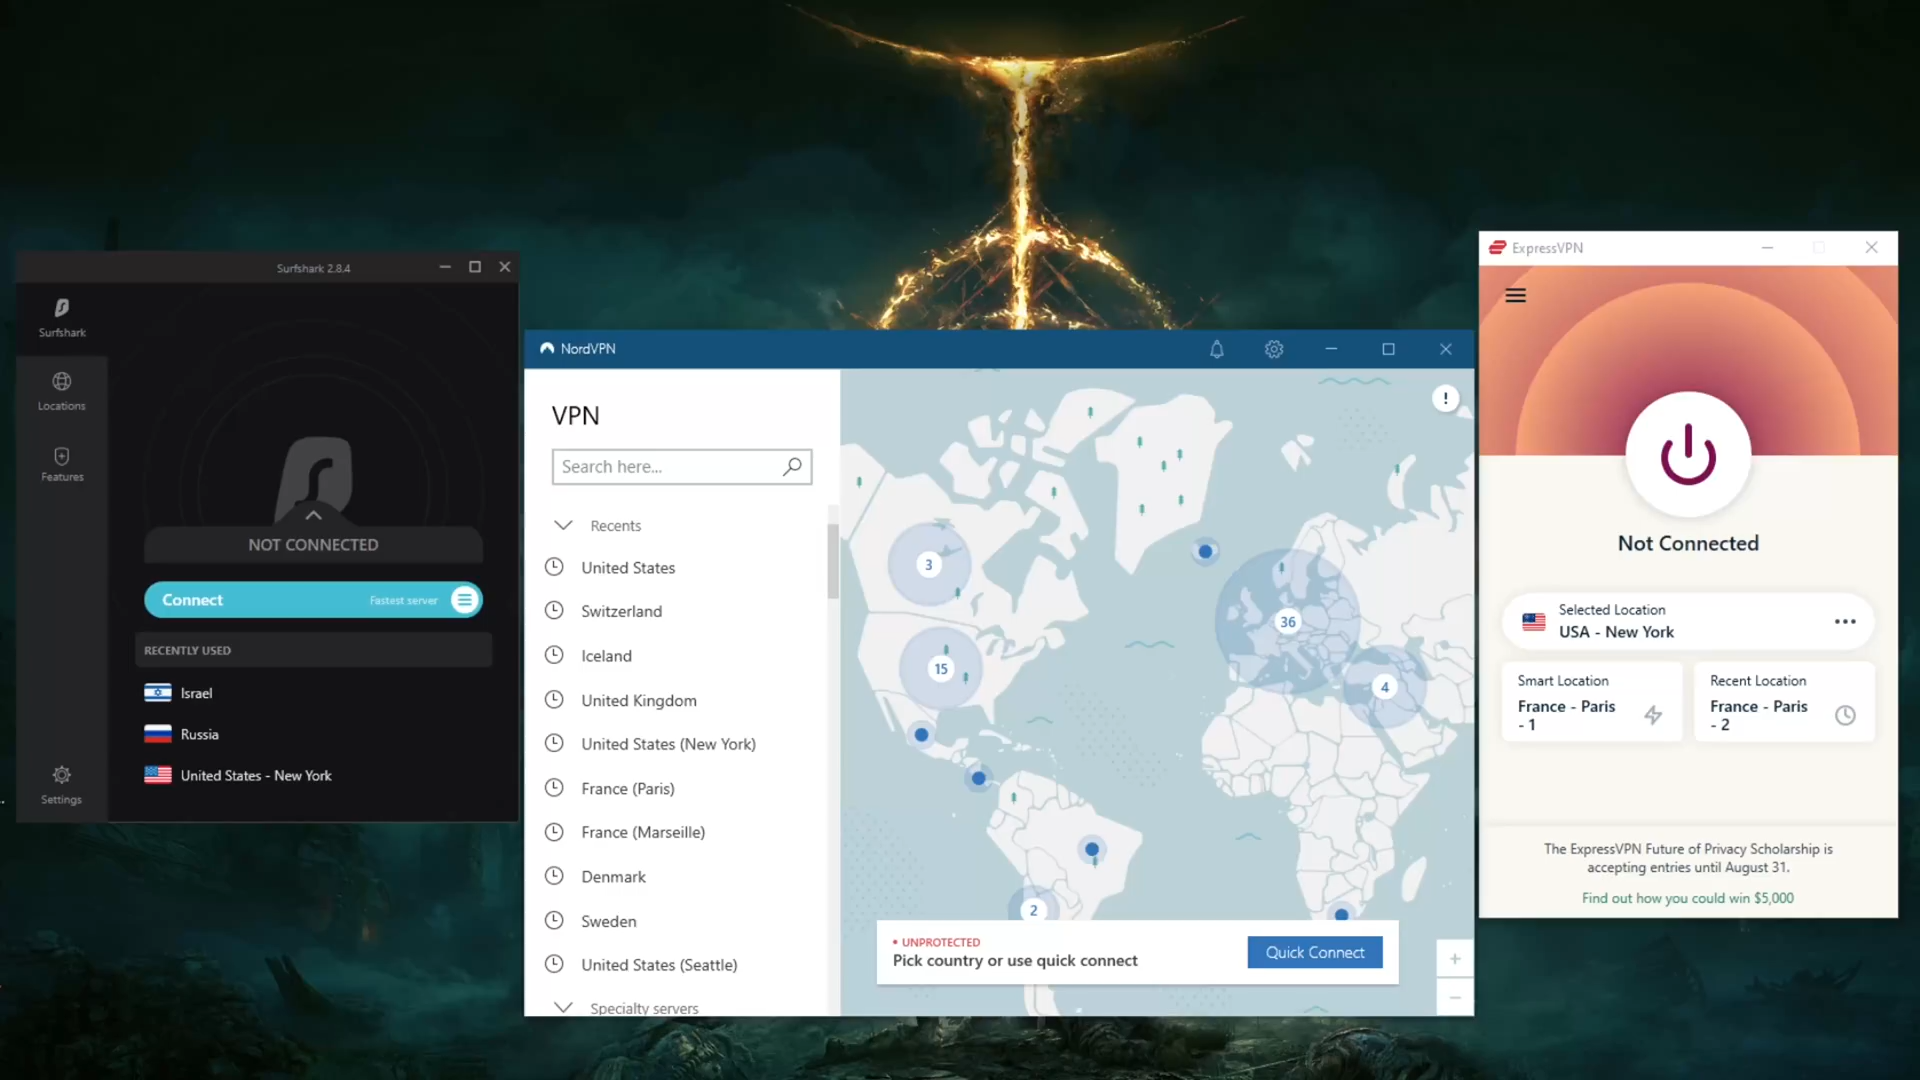 Surfshark 2.8.4
Surfshark
Locations
Features
Settings
NOT CONNECTED
Connect
Fastest server
RECENTLY USED
Israel
Russia
United States - New York
NordVPN
VPN
Search here...
Recents
United States
Switzerland
Iceland
United Kingdom
United States (New York)
France (Paris)
France (Marseille)
Denmark
Sweden
United States (Seattle)
Specialty servers
!
3
36
15
4
2
• UNPROTECTED
Pick country or use quick connect
Quick Connect
+
−
ExpressVPN
Not Connected
Selected Location
USA - New York
Smart Location
France - Paris
- 1
Recent Location
France - Paris
- 2
The ExpressVPN Future of Privacy Scholarship is
accepting entries until August 31.
Find out how you could win $5,000